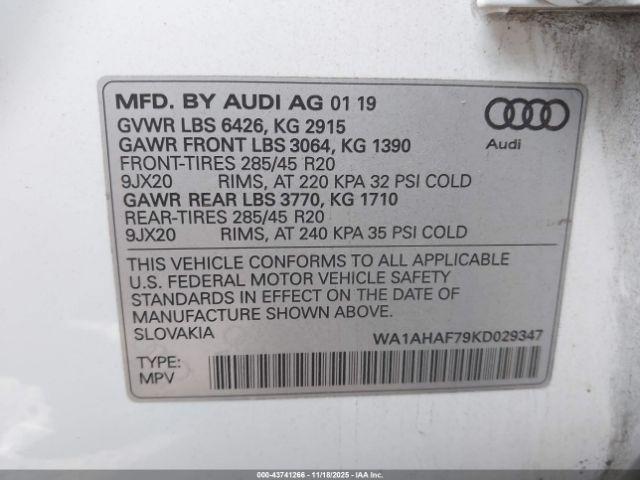 MFD. BY AUDI AG 01 19
GVWR LBS 6426, KG 2915
GAWR FRONT LBS 3064, KG 1390
FRONT-TIRES 285/45 R20
9JX20 RIMS, AT 220 KPA 32 PSI COLD
GAWR REAR LBS 3770, KG 1710
REAR-TIRES 285/45 R20
9JX20 RIMS, AT 240 KPA 35 PSI COLD
Audi
THIS VEHICLE CONFORMS TO ALL APPLICABLE
U.S. FEDERAL MOTOR VEHICLE SAFETY
STANDARDS IN EFFECT ON THE DATE OF
MANUFACTURE SHOWN ABOVE.
SLOVAKIA
WA1AHAF79KD029347
TYPE:
MPV
000-43741266 - 11/18/2025 - IAA Inc.